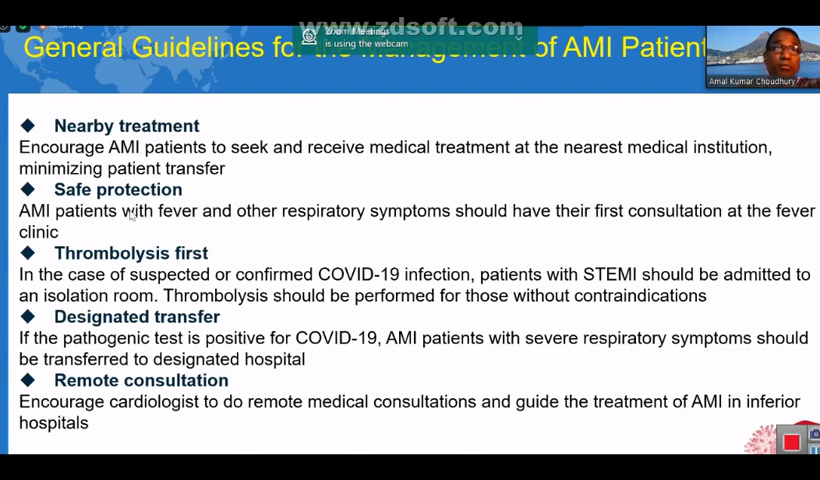 www.zdsoft.com
Zoom Meetings
is using the webcam
General Guidelines for the Management of AMI Patient
Amal Kumar Choudhury
Nearby treatment
Encourage AMI patients to seek and receive medical treatment at the nearest medical institution,
minimizing patient transfer
Safe protection
AMI patients with fever and other respiratory symptoms should have their first consultation at the fever
clinic
Thrombolysis first
In the case of suspected or confirmed COVID-19 infection, patients with STEMI should be admitted to
an isolation room. Thrombolysis should be performed for those without contraindications
Designated transfer
If the pathogenic test is positive for COVID-19, AMI patients with severe respiratory symptoms should
be transferred to designated hospital
Remote consultation
Encourage cardiologist to do remote medical consultations and guide the treatment of AMI in inferior
hospitals